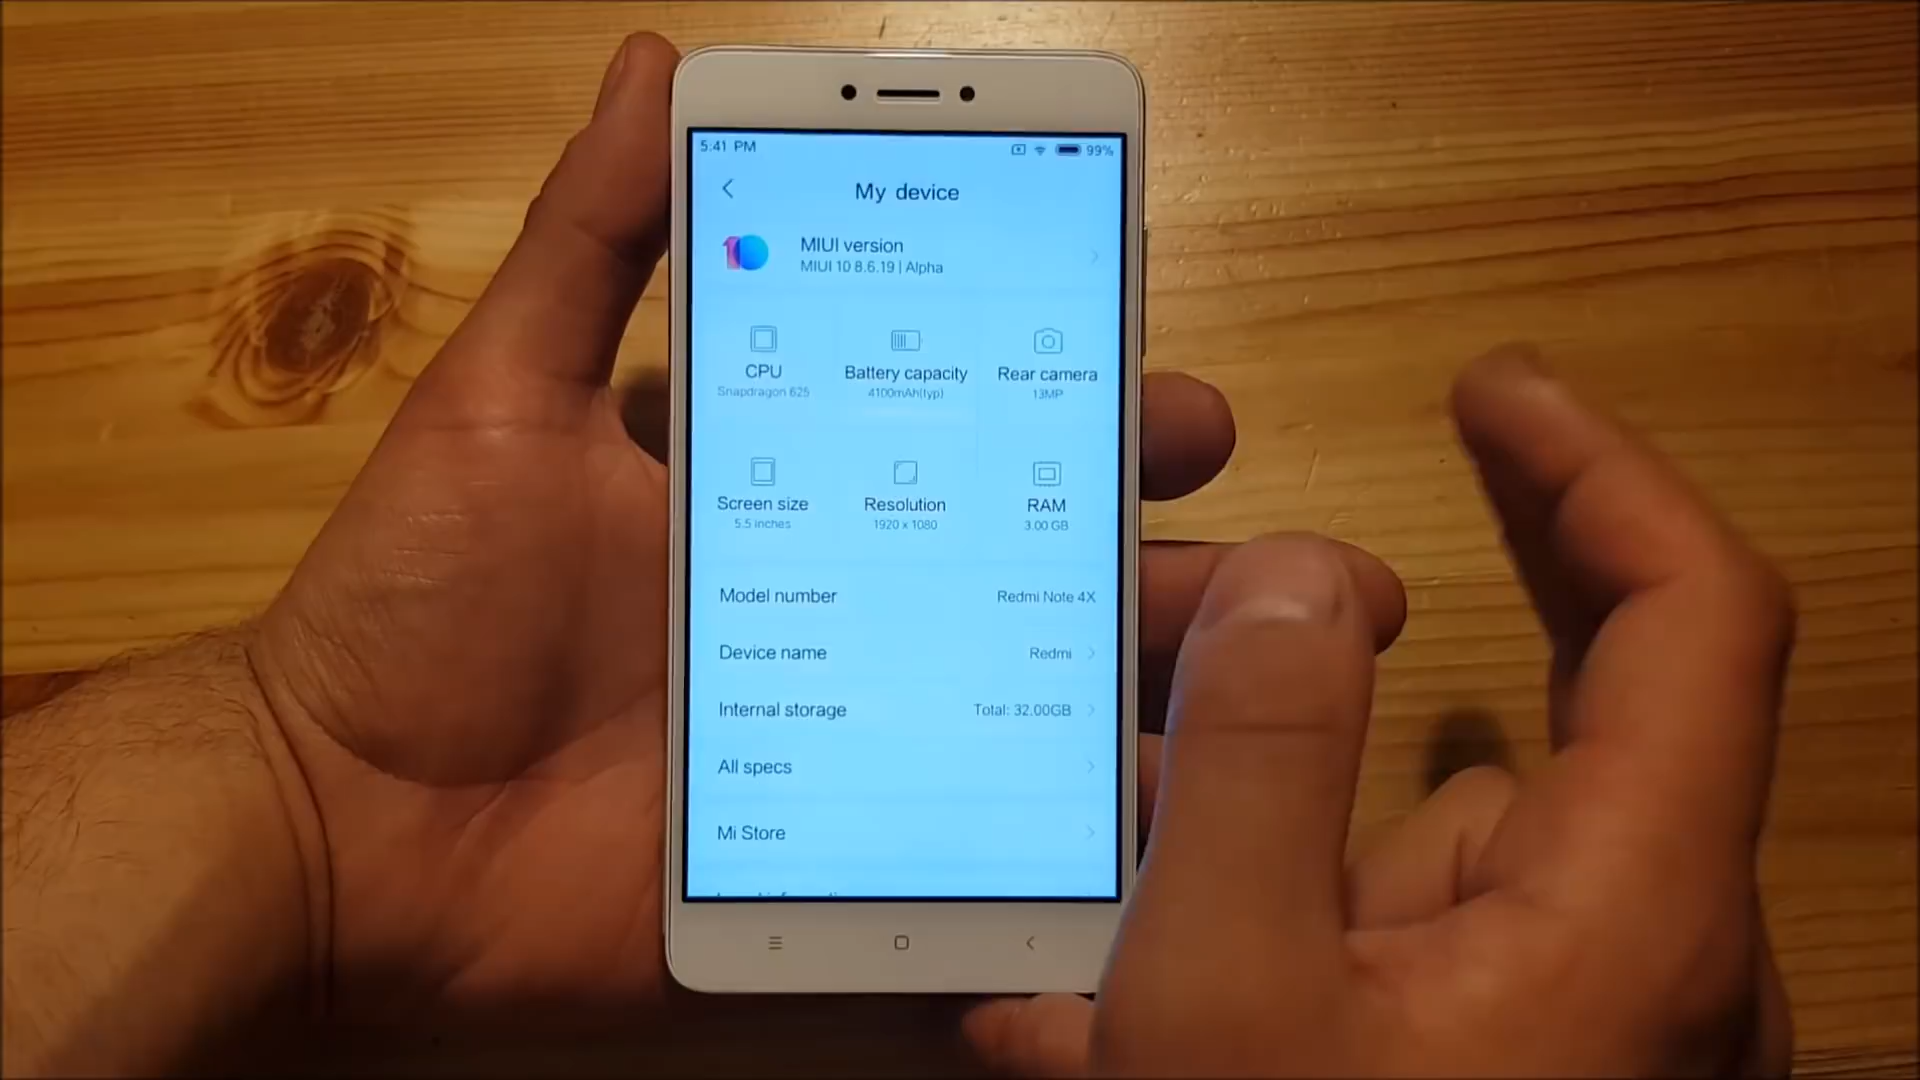 5:41 PM
99%
My device
MIUI version
MIUI 10 8.6.19 | Alpha
CPU
Snapdragon 625
Battery capacity
4100mAh(typ)
Rear camera
13MP
Screen size
5.5 inches
Resolution
1920 x 1080
RAM
3.00 GB
Model number
Redmi Note 4X
Device name
Redmi
Internal storage
Total: 32.00GB
All specs
Mi Store